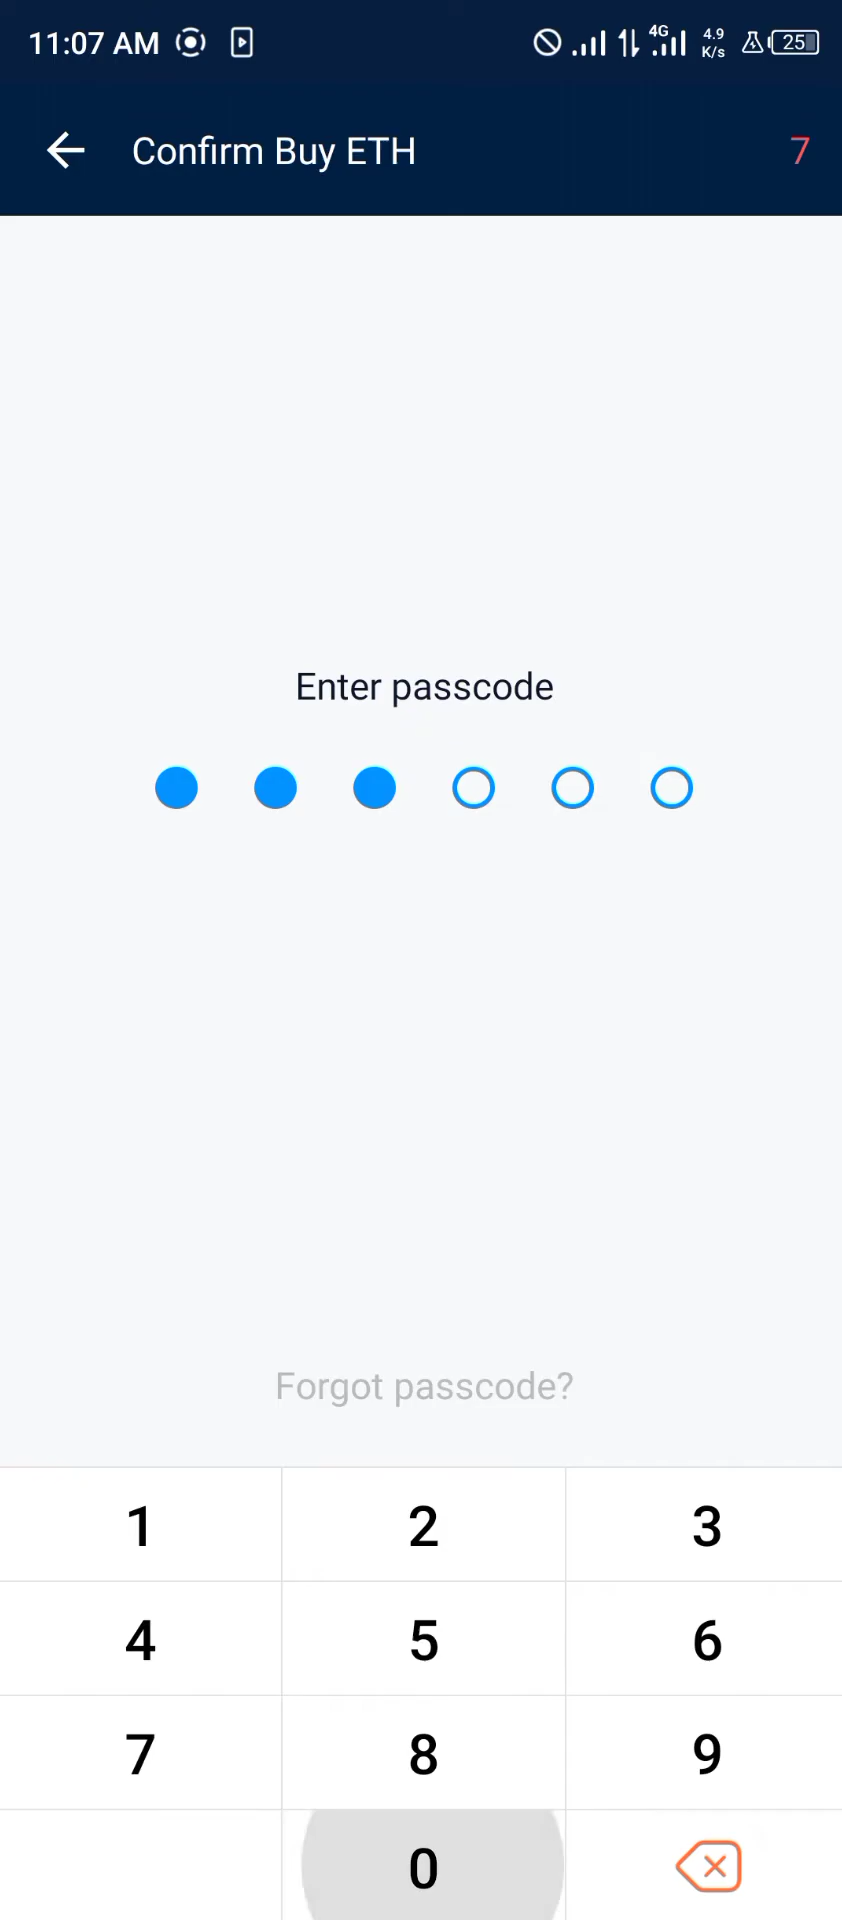 11:07 AM 4G 4.9 K/s 25
Confirm Buy ETH 7
Enter passcode
Forgot passcode?
1 2 3
4 5 6
7 8 9
0